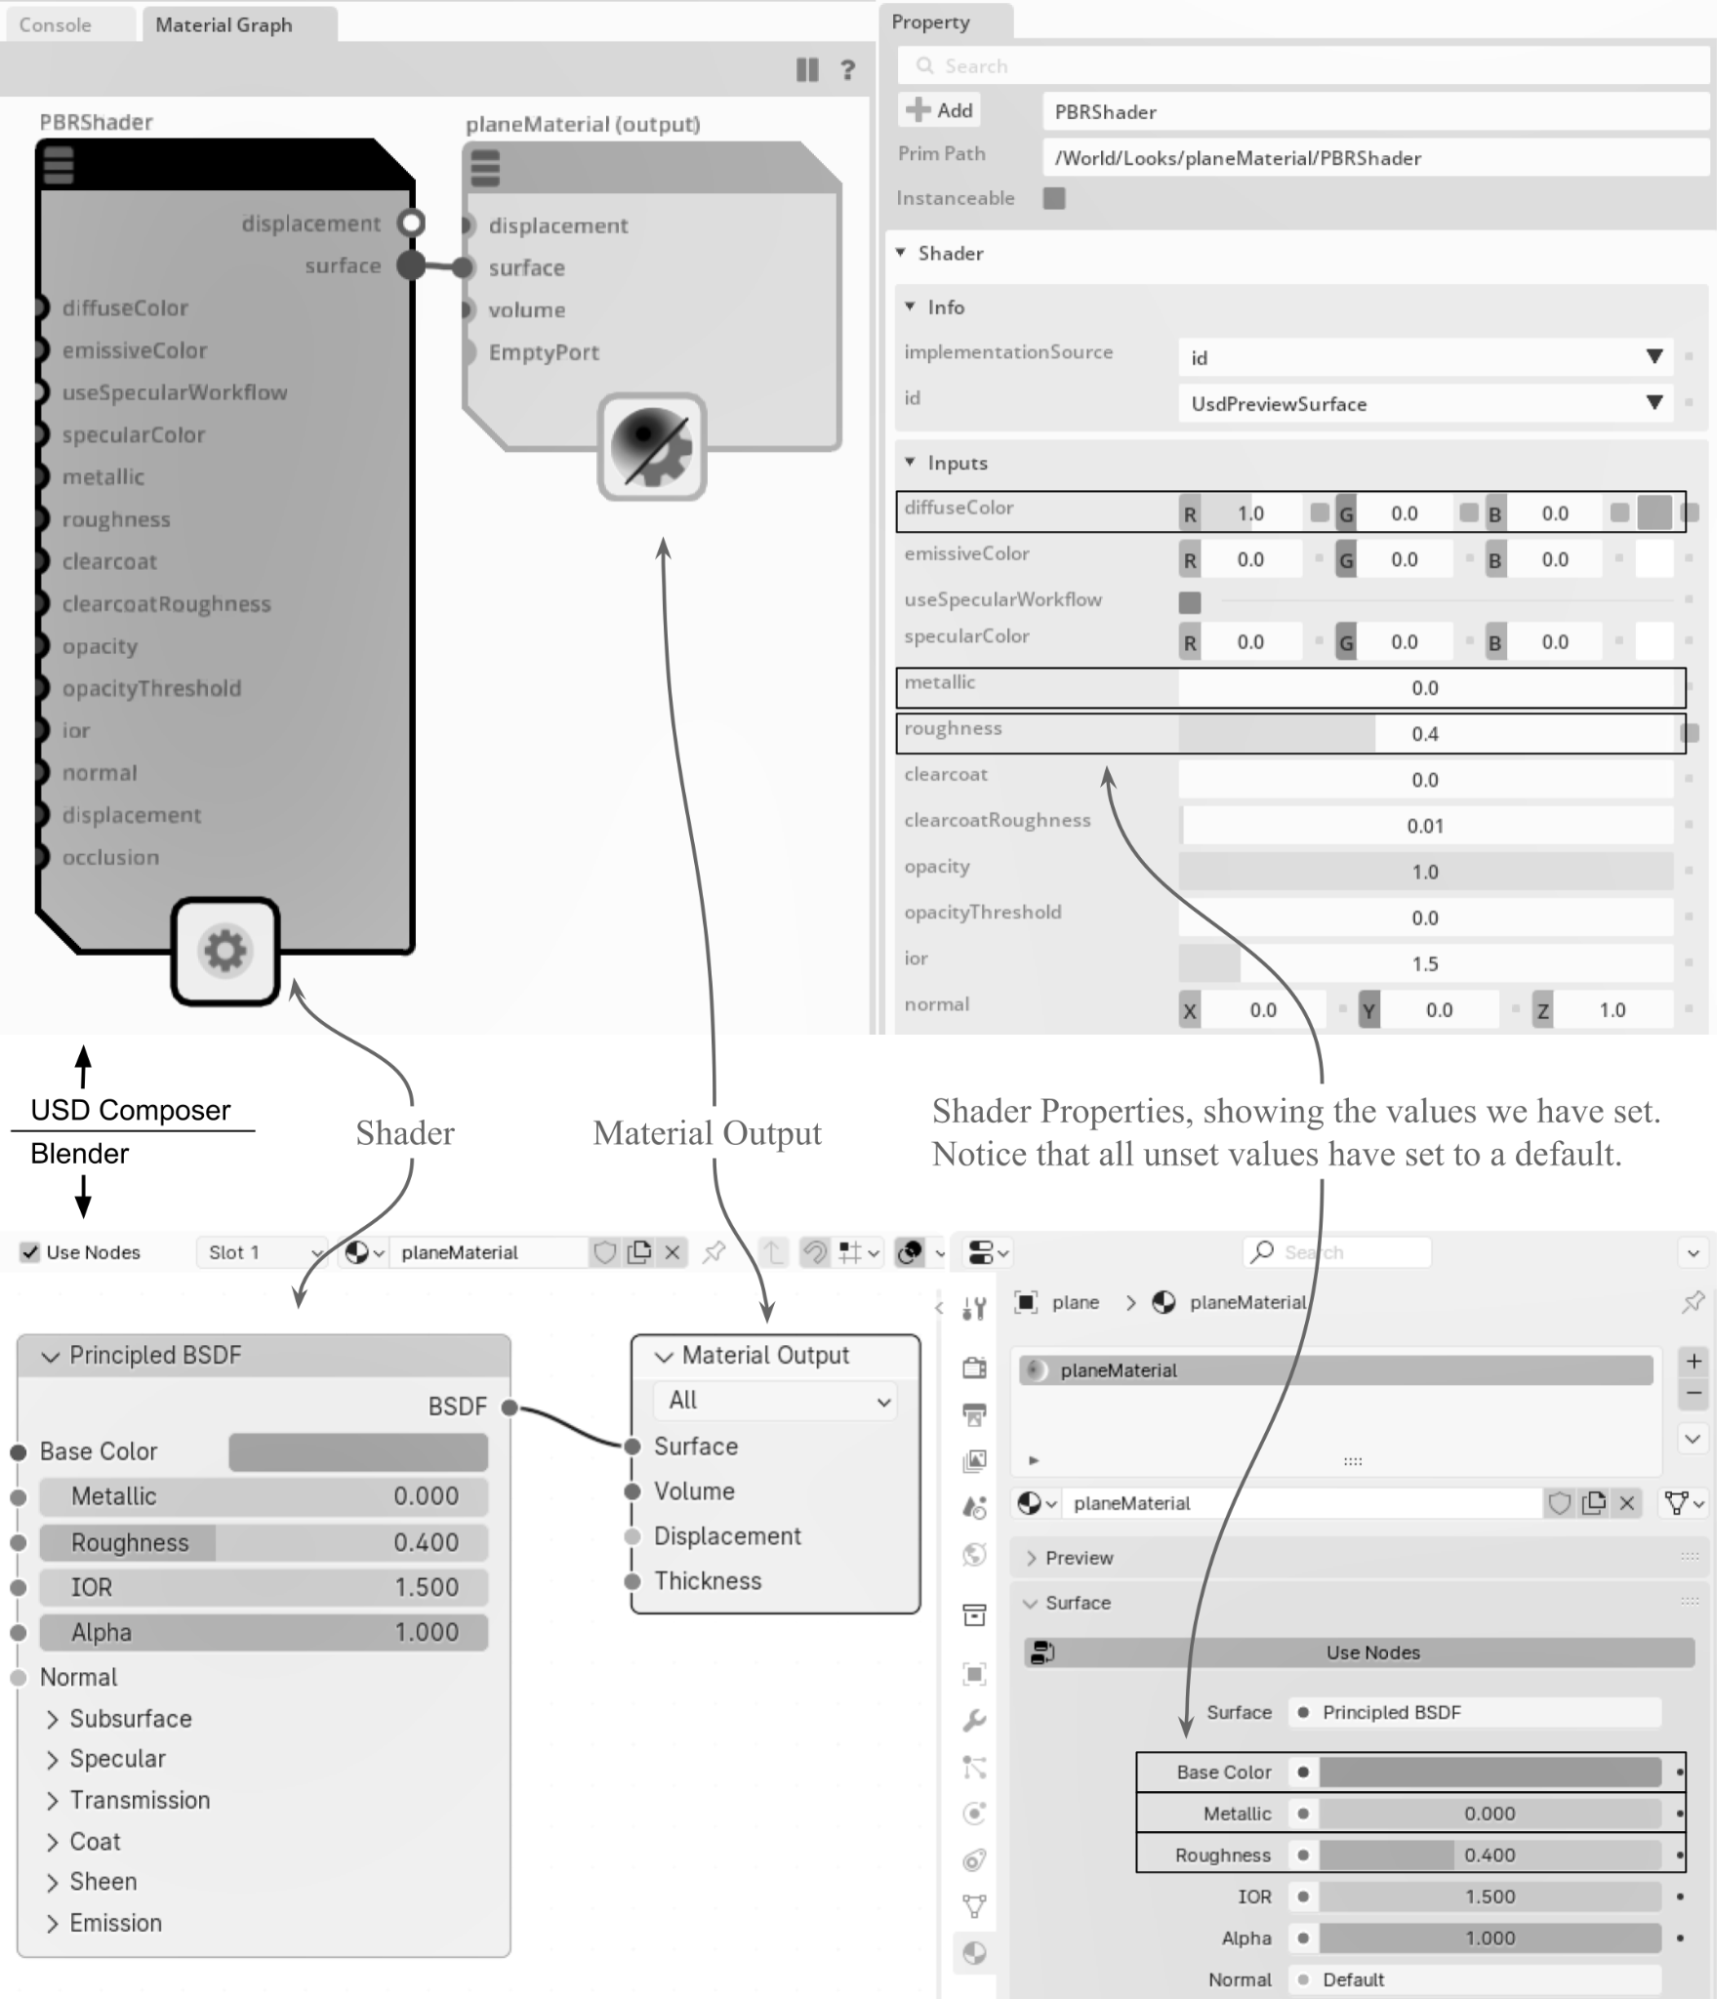 Console
Material Graph
?
PBRShader
displacement
surface
diffuseColor
emissiveColor
useSpecularWorkflow
specularColor
metallic
roughness
clearcoat
clearcoatRoughness
opacity
opacityThreshold
ior
normal
displacement
occlusion
planeMaterial (output)
displacement
surface
volume
EmptyPort
Property
Search
Add PBRShader
Prim Path /World/Looks/planeMaterial/PBRShader
Instanceable
Shader
Info
implementationSource id
id UsdPreviewSurface
Inputs
diffuseColor R 1.0 G 0.0 B 0.0
emissiveColor R 0.0 G 0.0 B 0.0
useSpecularWorkflow
specularColor R 0.0 G 0.0 B 0.0
metallic 0.0
roughness 0.4
clearcoat 0.0
clearcoatRoughness 0.01
opacity 1.0
opacityThreshold 0.0
ior 1.5
normal X 0.0 Y 0.0 Z 1.0
USD Composer
Blender
Shader
Material Output
Shader Properties, showing the values we have set.
Notice that all unset values have set to a default.
Use Nodes Slot 1 planeMaterial
Principled BSDF
BSDF
Base Color
Metallic 0.000
Roughness 0.400
IOR 1.500
Alpha 1.000
Normal
Subsurface
Specular
Transmission
Coat
Sheen
Emission
Material Output
All
Surface
Volume
Displacement
Thickness
Search
plane > planeMaterial
planeMaterial
planeMaterial
Preview
Surface
Use Nodes
Surface Principled BSDF
Base Color
Metallic 0.000
Roughness 0.400
IOR 1.500
Alpha 1.000
Normal Default